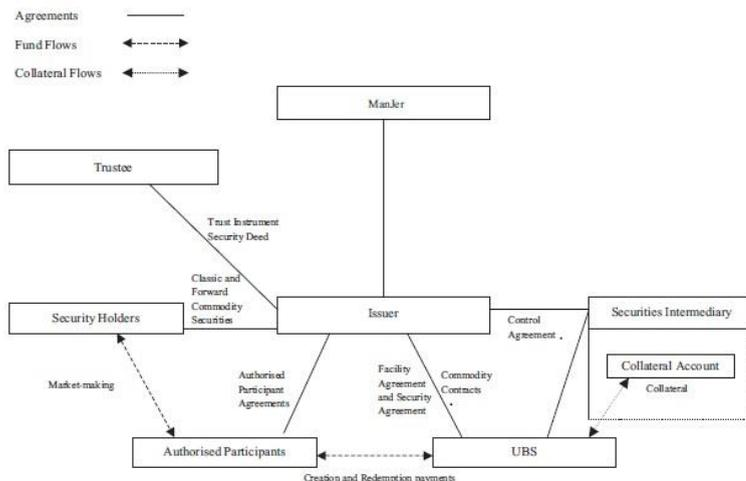 Agreements
Fund Flows
Collateral Flows
ManJer
Trustee
Trust Instrument
Security Deed
Classic and
Forward
Commodity
Securities
Security Holders
Issuer
Control
Agreement
Securities Intermediary
Collateral Account
Collateral
Market-making
Authorised
Participant
Agreements
Facility
Agreement
and Security
Agreement
Commodity
Contracts
Authorised Participants
UBS
Creation and Redemption payments